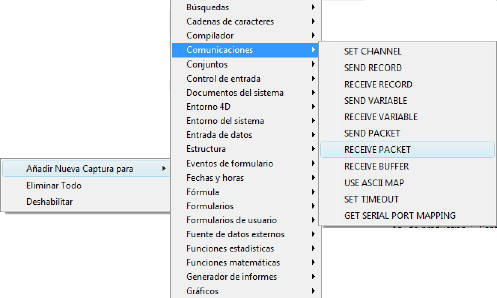 Añadir Nueva Captura para
Eliminar Todo
Deshabilitar
Búsquedas
Cadenas de caracteres
Compilador
Comunicaciones
Conjuntos
Control de entrada
Documentos del sistema
Entorno 4D
Entorno del sistema
Entrada de datos
Estructura
Eventos de formulario
Fechas y horas
Fórmula
Formularios
Formularios de usuario
Fuente de datos externos
Funciones estadísticas
Funciones matemáticas
Generador de informes
Gráficos
SET CHANNEL
SEND RECORD
RECEIVE RECORD
SEND VARIABLE
RECEIVE VARIABLE
SEND PACKET
RECEIVE PACKET
RECEIVE BUFFER
USE ASCII MAP
SET TIMEOUT
GET SERIAL PORT MAPPING